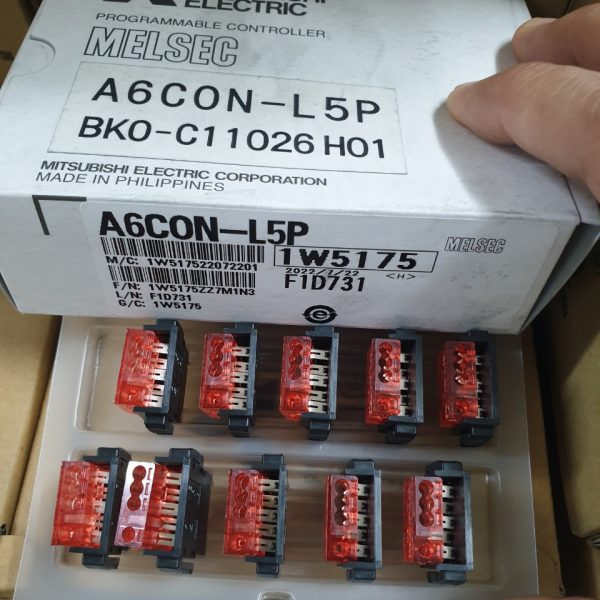 ELECTRIC
PROGRAMMABLE CONTROLLER
MELSEC
A6CON-L5P
BKO-C11026 H01
MITSUBISHI ELECTRIC CORPORATION
MADE IN PHILIPPINES
A6CON-L5P
MELSEC
1W5175
M/C: 1W517522072201
2022/7/22 <H>
F1D731
F/N: 1W5175ZZ7M1N3
L/N: F1D731
G/C: 1W5175